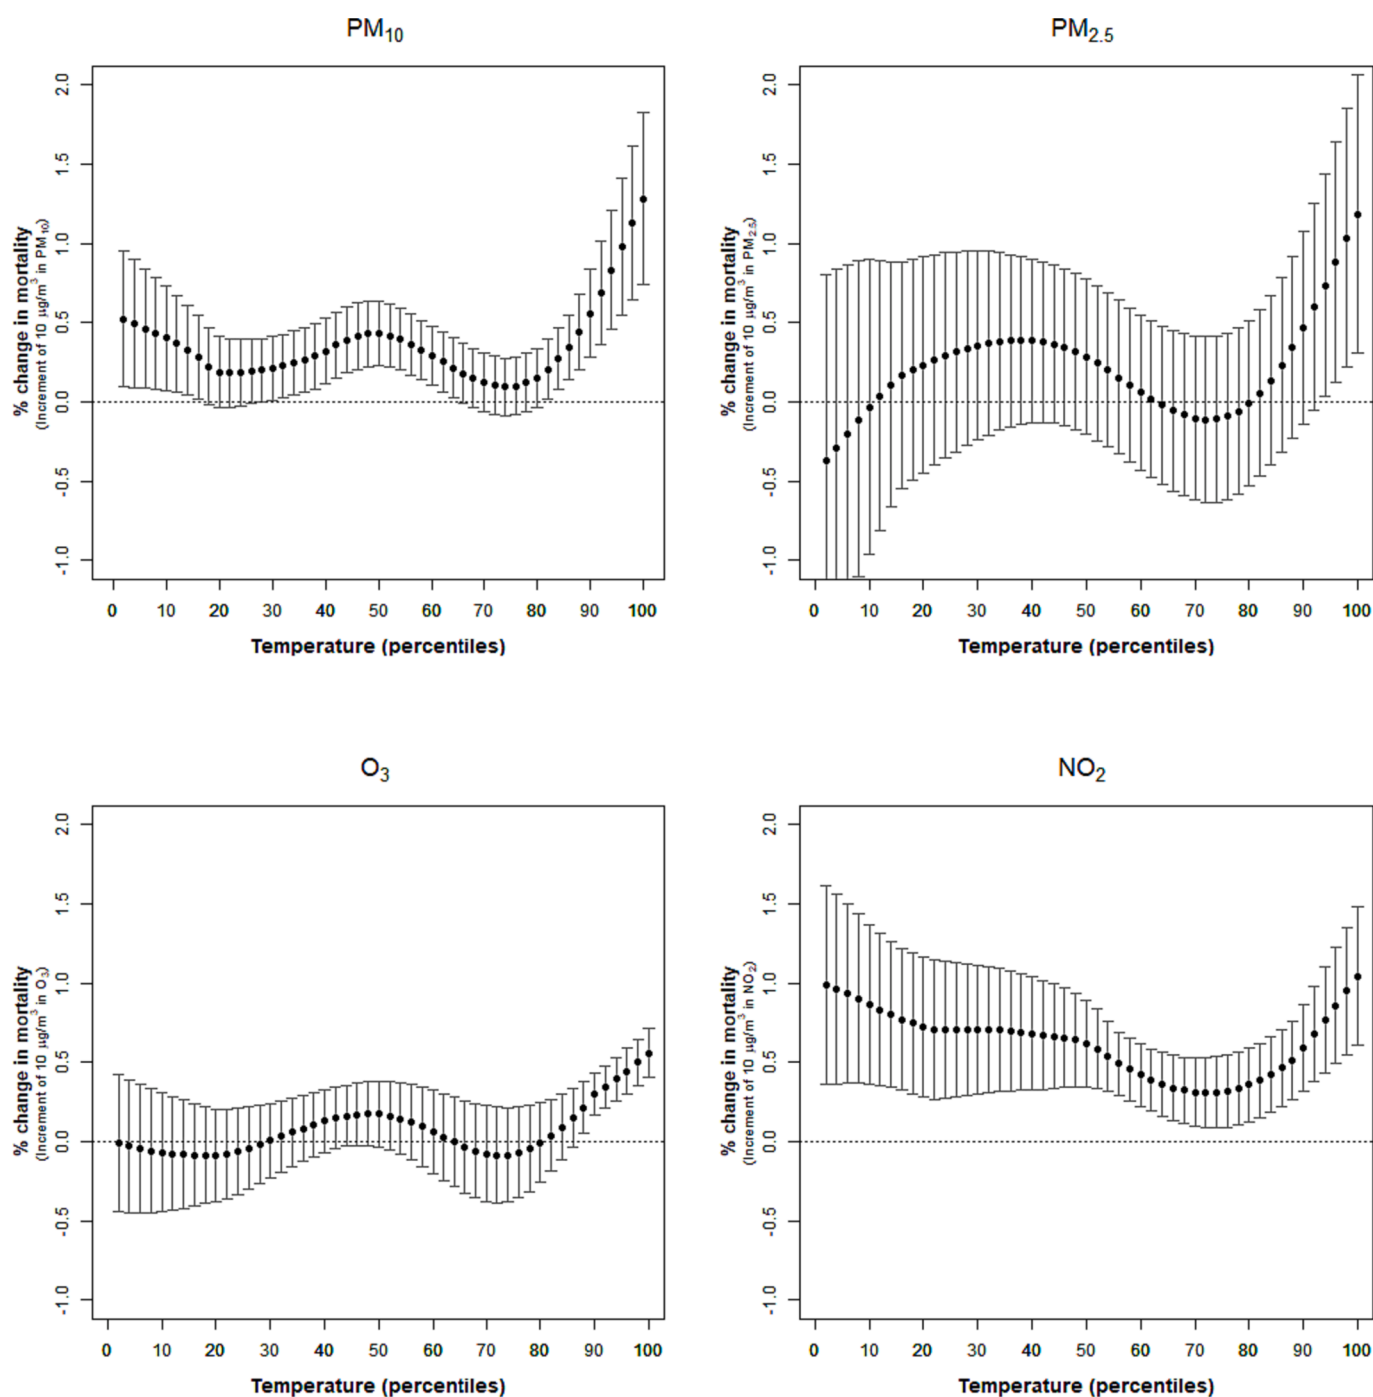 PM10
PM2.5
2.0
1.5
1.0
0.5
0.0
-0.5
-1.0
% change in mortality
(Increment of 10 µg/m³ in PM10)
0 10 20 30 40 50 60 70 80 90 100
Temperature (percentiles)
2.0
1.5
1.0
0.5
0.0
-0.5
-1.0
% change in mortality
(Increment of 10 µg/m³ in PM2.5)
0 10 20 30 40 50 60 70 80 90 100
Temperature (percentiles)
O3
NO2
2.0
1.5
1.0
0.5
0.0
-0.5
-1.0
% change in mortality
(Increment of 10 µg/m³ in O3)
0 10 20 30 40 50 60 70 80 90 100
Temperature (percentiles)
2.0
1.5
1.0
0.5
0.0
-0.5
-1.0
% change in mortality
(Increment of 10 µg/m³ in NO2)
0 10 20 30 40 50 60 70 80 90 100
Temperature (percentiles)